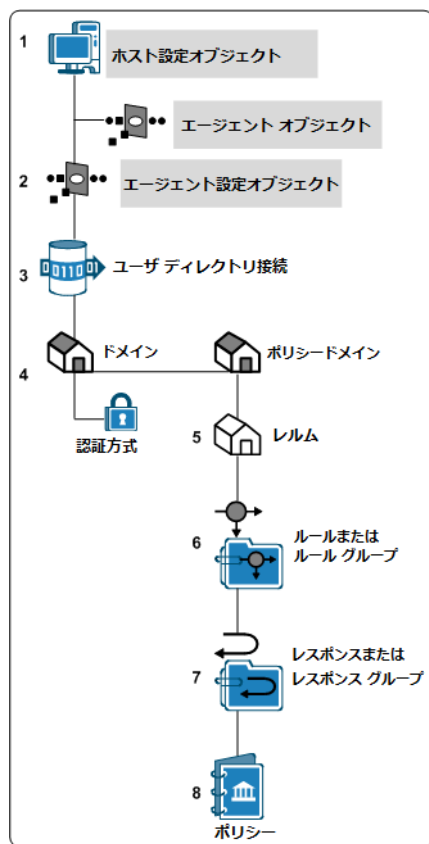 1
ホスト設定オブジェクト
エージェント オブジェクト
2
エージェント設定オブジェクト
0110
3
ユーザ ディレクトリ接続
ドメイン
ポリシードメイン
4
認証方式
5
レルム
6
ルールまたは
ルール グループ
7
レスポンスまたは
レスポンス グループ
8
ポリシー